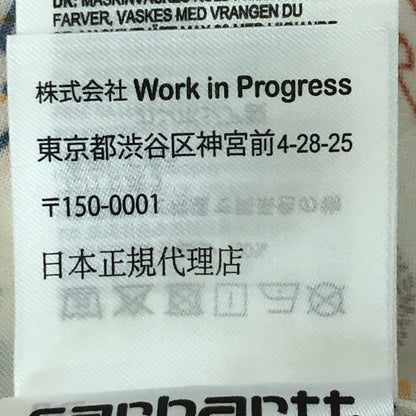 FARVER, VASKES MED VRANGEN UD
株式会社 Work in Progress
東京都渋谷区神宮前4-28-25
〒150-0001
日本正規代理店
carhartt